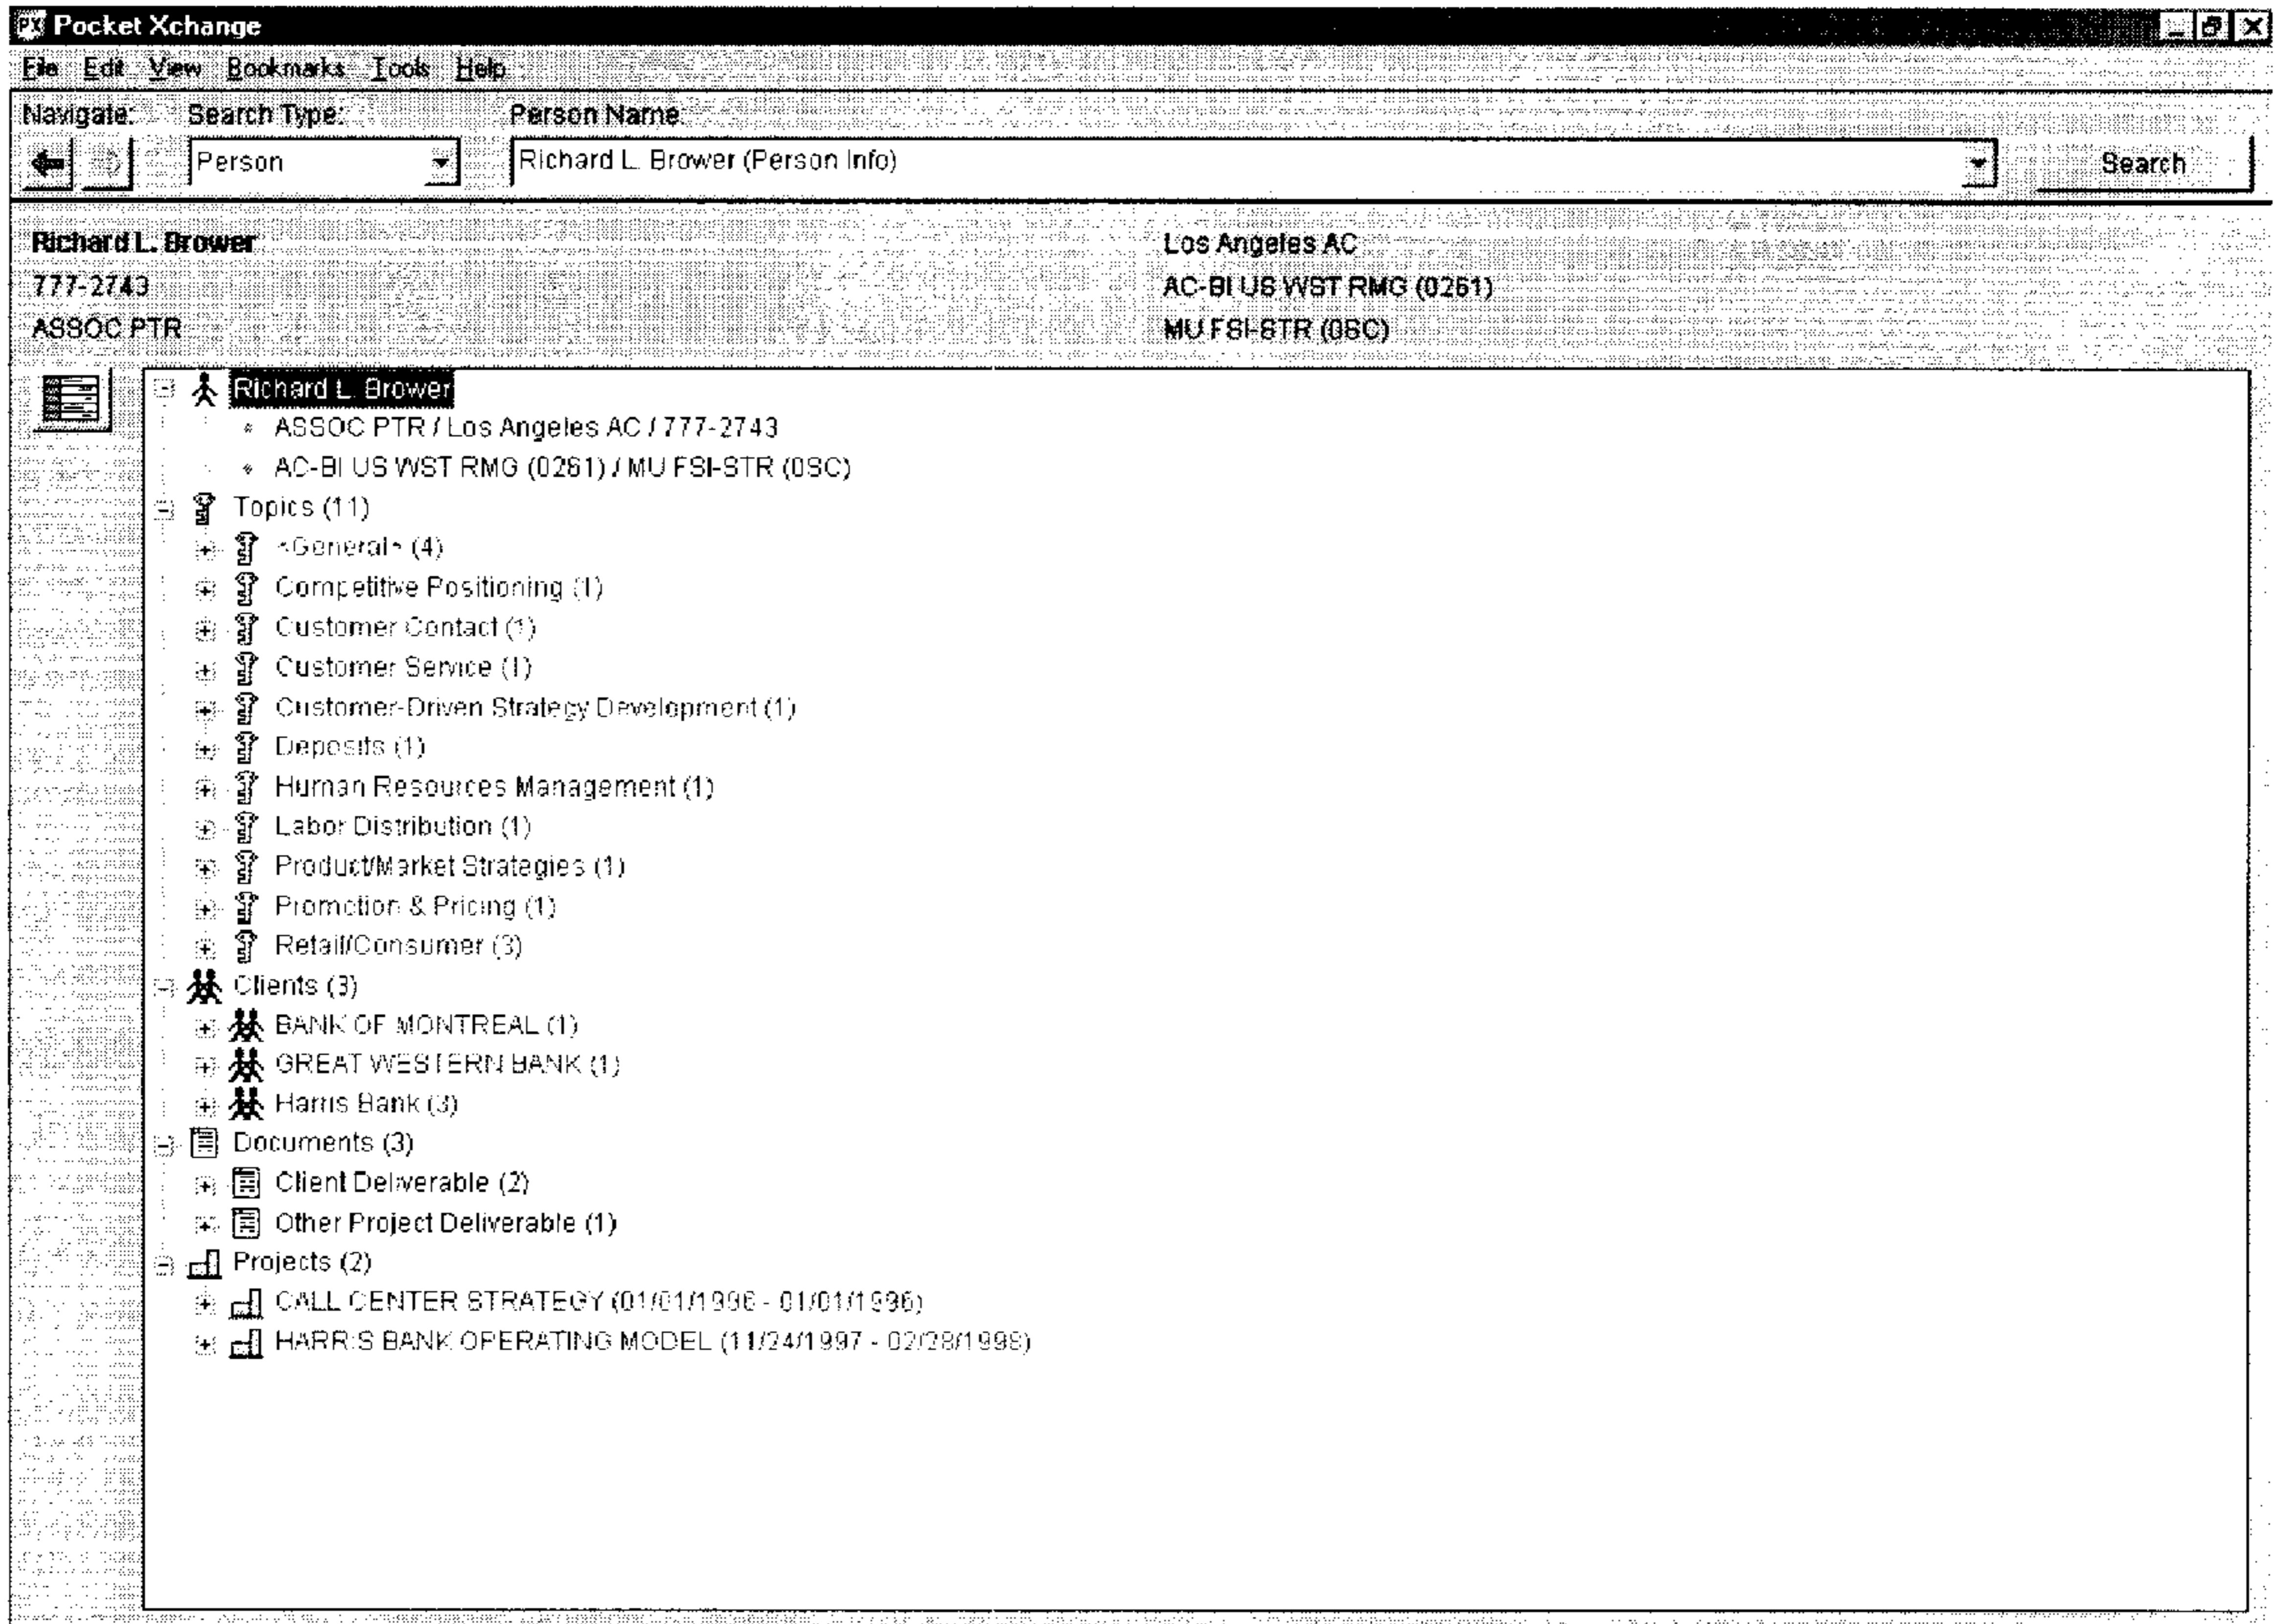 Pocket Xchange
File Edit View Bookmarks Tools Help
Navigate: Search Type: Person Name:
Person Richard L. Brower (Person Info) Search
Richard L. Brower Los Angeles AC
777-2743 AC-BI US WST RMG (0261)
ASSOC PTR MU FSI-STR (0SC)
Richard L. Brower
ASSOC PTR / Los Angeles AC / 777-2743
AC-BI US WST RMG (0261) / MU FSI-STR (0SC)
Topics (11)
<General> (4)
Competitive Positioning (1)
Customer Contact (1)
Customer Service (1)
Customer-Driven Strategy Development (1)
Deposits (1)
Human Resources Management (1)
Labor Distribution (1)
Product/Market Strategies (1)
Promotion & Pricing (1)
Retail/Consumer (3)
Clients (3)
BANK OF MONTREAL (1)
GREAT WESTERN BANK (1)
Harris Bank (3)
Documents (3)
Client Deliverable (2)
Other Project Deliverable (1)
Projects (2)
CALL CENTER STRATEGY (01/01/1996 - 01/01/1996)
HARRIS BANK OPERATING MODEL (11/24/1997 - 02/28/1998)